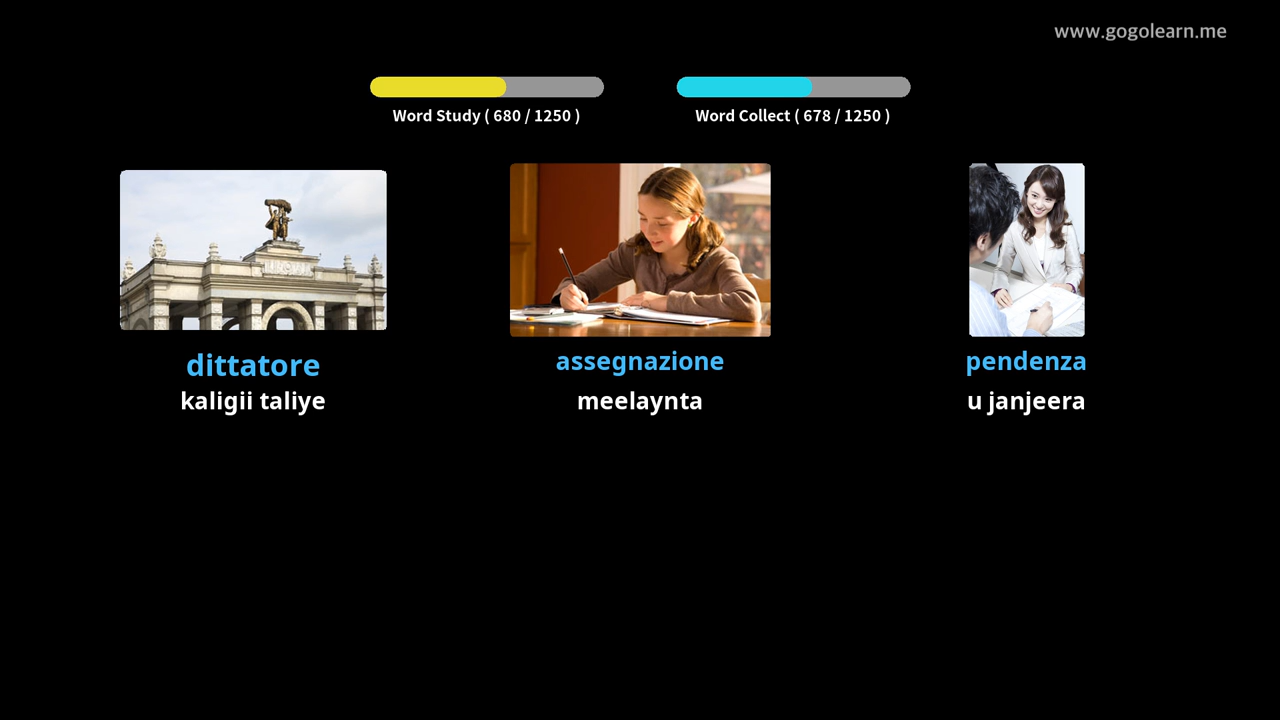 www.gogolearn.me
Word Study ( 680 / 1250 )
Word Collect ( 678 / 1250 )
dittatore
assegnazione
pendenza
kaligii taliye
meelaynta
u janjeera